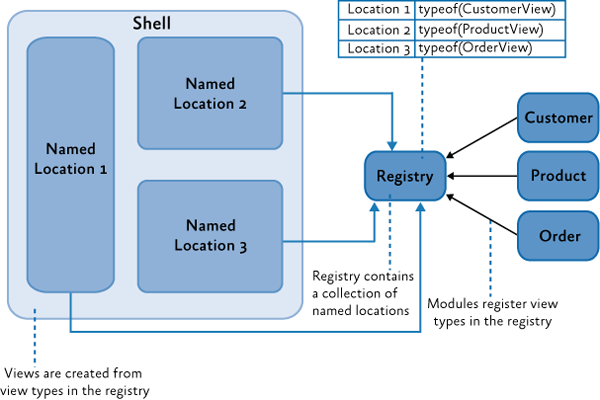 Shell
Location 1 typeof(CustomerView)
Location 2 typeof(ProductView)
Location 3 typeof(OrderView)
Named
Location 1
Named
Location 2
Named
Location 3
Registry
Customer
Product
Order
Registry contains
a collection of
named locations
Modules register view
types in the registry
Views are created from
view types in the registry